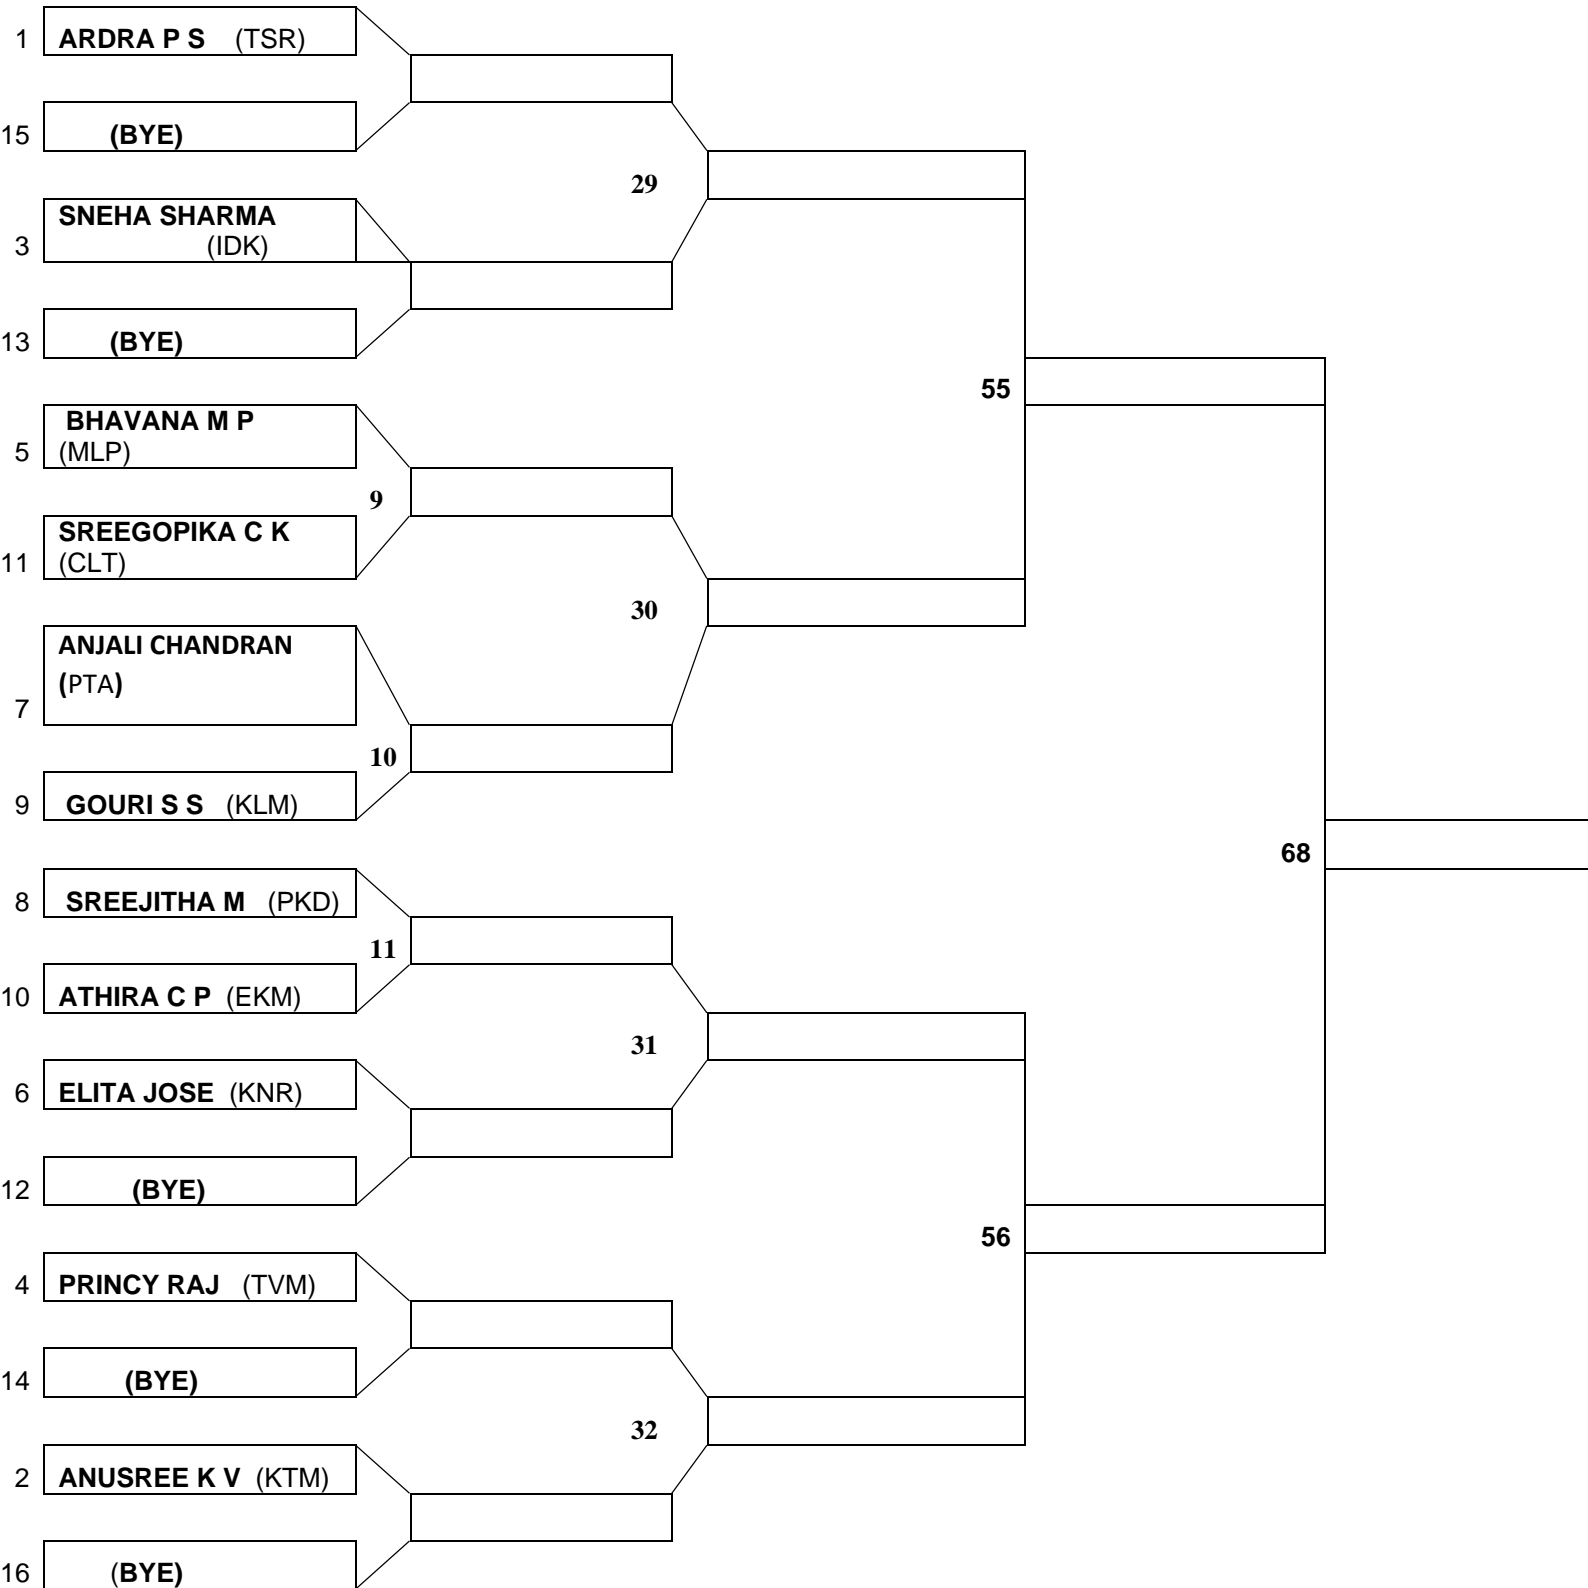 1 ARDRA P S (TSR)
15 (BYE)
29
SNEHA SHARMA
3 (IDK)
13 (BYE)
55
BHAVANA M P
5 (MLP)
9
SREEGOPIKA C K
11 (CLT)
30
ANJALI CHANDRAN
(PTA)
7
10
9 GOURI S S (KLM)
68
8 SREEJITHA M (PKD)
11
10 ATHIRA C P (EKM)
31
6 ELITA JOSE (KNR)
12 (BYE)
56
4 PRINCY RAJ (TVM)
14 (BYE)
32
2 ANUSREE K V (KTM)
16 (BYE)